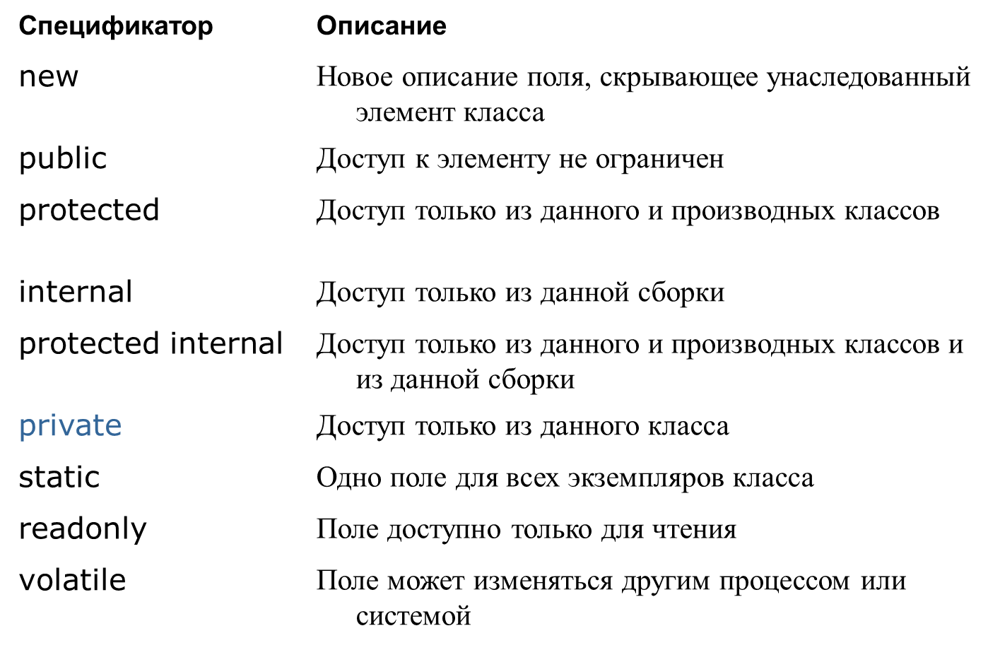 Спецификатор Описание
new Новое описание поля, скрывающее унаследованный
элемент класса
public Доступ к элементу не ограничен
protected Доступ только из данного и производных классов
internal Доступ только из данной сборки
protected internal Доступ только из данного и производных классов и
из данной сборки
private Доступ только из данного класса
static Одно поле для всех экземпляров класса
readonly Поле доступно только для чтения
volatile Поле может изменяться другим процессом или
системой